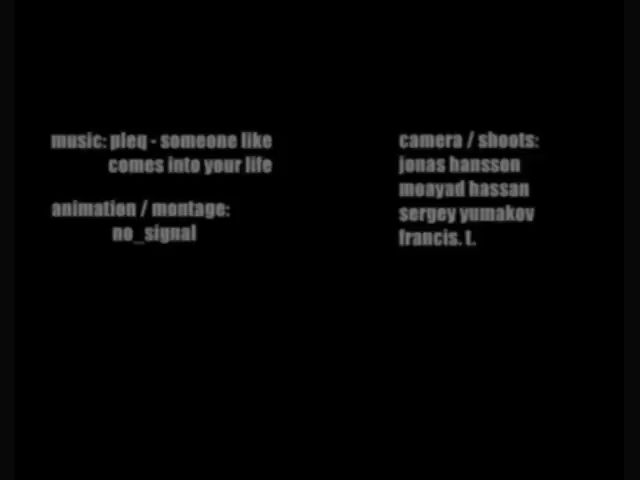 music: pleq - someone like
comes into your life
animation / montage:
no_signal
camera / shoots:
jonas hansson
moayad hassan
sergey yumakov
francis. t.